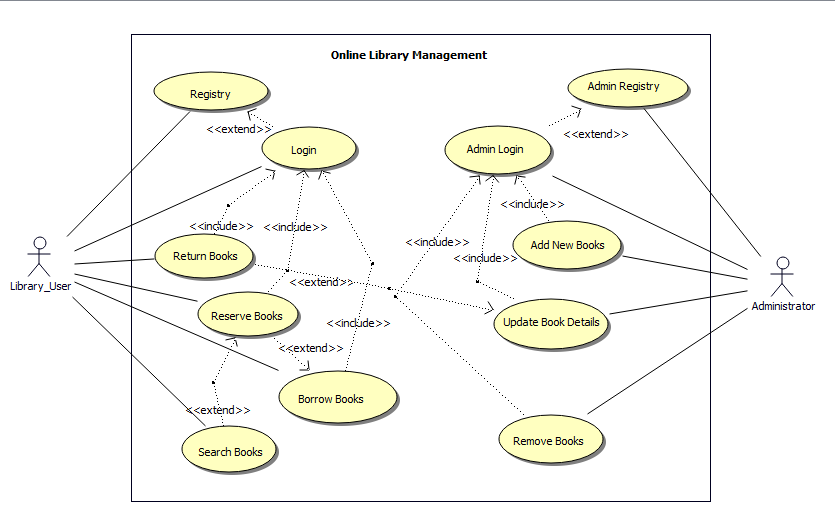 Online Library Management
Registry
Admin Registry
<<extend>>
<<extend>>
Login
Admin Login
<<include>>
<<include>>
<<include>>
<<include>>
<<include>>
Return Books
Add New Books
Library_User
<<extend>>
Administrator
Reserve Books
Update Book Details
<<include>>
<<extend>>
Borrow Books
<<extend>>
Search Books
Remove Books